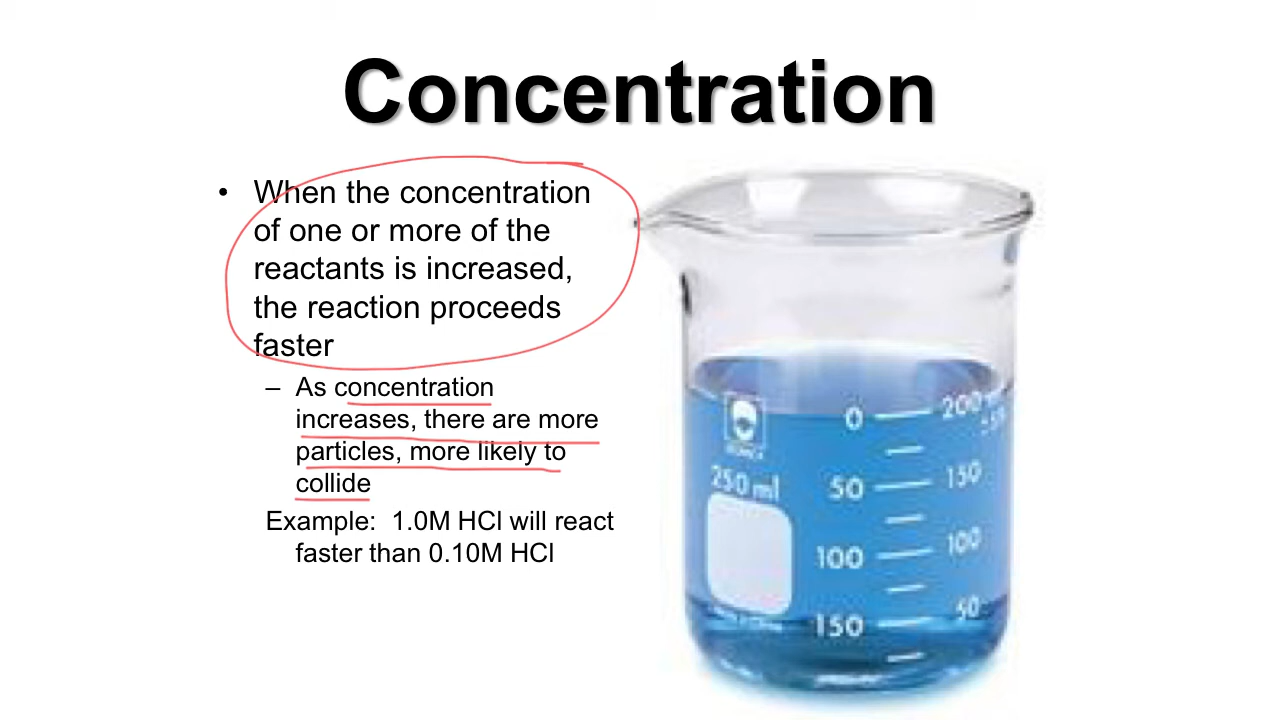 Concentration
• When the concentration
of one or more of the
reactants is increased,
the reaction proceeds
faster
– As concentration
increases, there are more
particles, more likely to
collide
Example: 1.0M HCl will react
faster than 0.10M HCl
250 ml
0 200
50 150
100 100
150 50